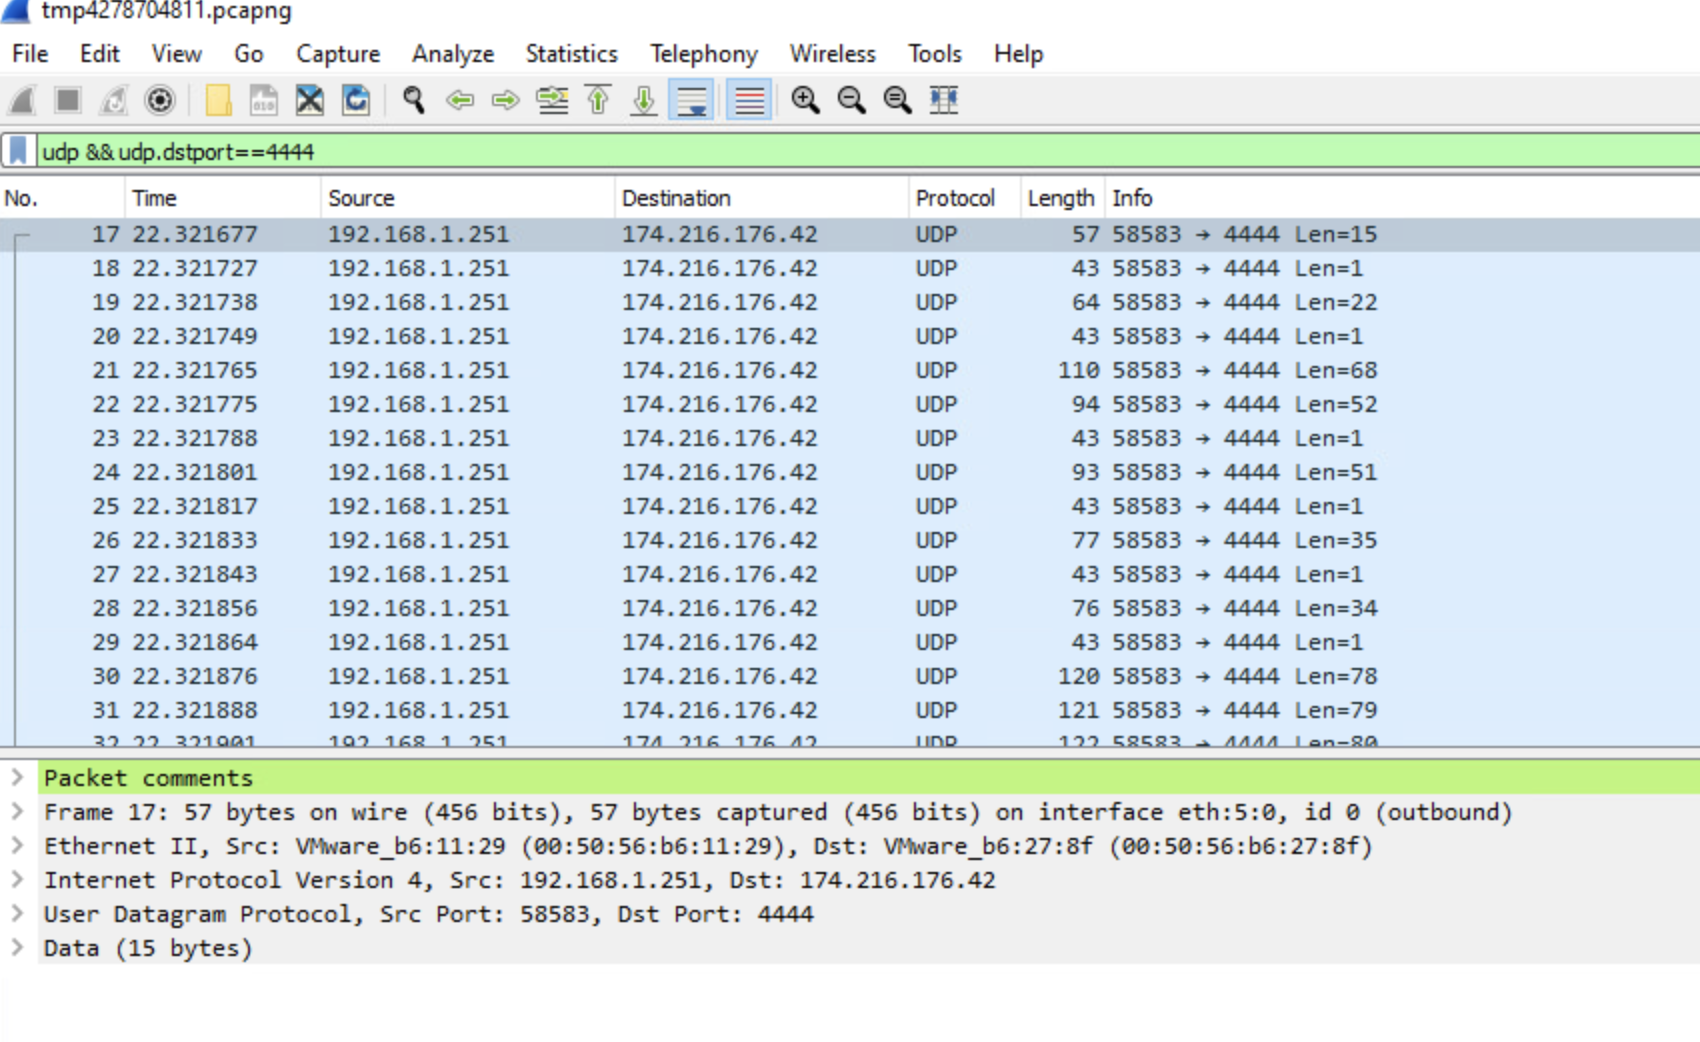 tmp4278704811.pcapng
File Edit View Go Capture Analyze Statistics Telephony Wireless Tools Help
udp && udp.dstport==4444
No. Time Source Destination Protocol Length Info
17 22.321677 192.168.1.251 174.216.176.42 UDP 57 58583 → 4444 Len=15
18 22.321727 192.168.1.251 174.216.176.42 UDP 43 58583 → 4444 Len=1
19 22.321738 192.168.1.251 174.216.176.42 UDP 64 58583 → 4444 Len=22
20 22.321749 192.168.1.251 174.216.176.42 UDP 43 58583 → 4444 Len=1
21 22.321765 192.168.1.251 174.216.176.42 UDP 110 58583 → 4444 Len=68
22 22.321775 192.168.1.251 174.216.176.42 UDP 94 58583 → 4444 Len=52
23 22.321788 192.168.1.251 174.216.176.42 UDP 43 58583 → 4444 Len=1
24 22.321801 192.168.1.251 174.216.176.42 UDP 93 58583 → 4444 Len=51
25 22.321817 192.168.1.251 174.216.176.42 UDP 43 58583 → 4444 Len=1
26 22.321833 192.168.1.251 174.216.176.42 UDP 77 58583 → 4444 Len=35
27 22.321843 192.168.1.251 174.216.176.42 UDP 43 58583 → 4444 Len=1
28 22.321856 192.168.1.251 174.216.176.42 UDP 76 58583 → 4444 Len=34
29 22.321864 192.168.1.251 174.216.176.42 UDP 43 58583 → 4444 Len=1
30 22.321876 192.168.1.251 174.216.176.42 UDP 120 58583 → 4444 Len=78
31 22.321888 192.168.1.251 174.216.176.42 UDP 121 58583 → 4444 Len=79
32 22.321901 192.168.1.251 174.216.176.42 UDP 122 58583 → 4444 Len=80
Packet comments
Frame 17: 57 bytes on wire (456 bits), 57 bytes captured (456 bits) on interface eth:5:0, id 0 (outbound)
Ethernet II, Src: VMware_b6:11:29 (00:50:56:b6:11:29), Dst: VMware_b6:27:8f (00:50:56:b6:27:8f)
Internet Protocol Version 4, Src: 192.168.1.251, Dst: 174.216.176.42
User Datagram Protocol, Src Port: 58583, Dst Port: 4444
Data (15 bytes)